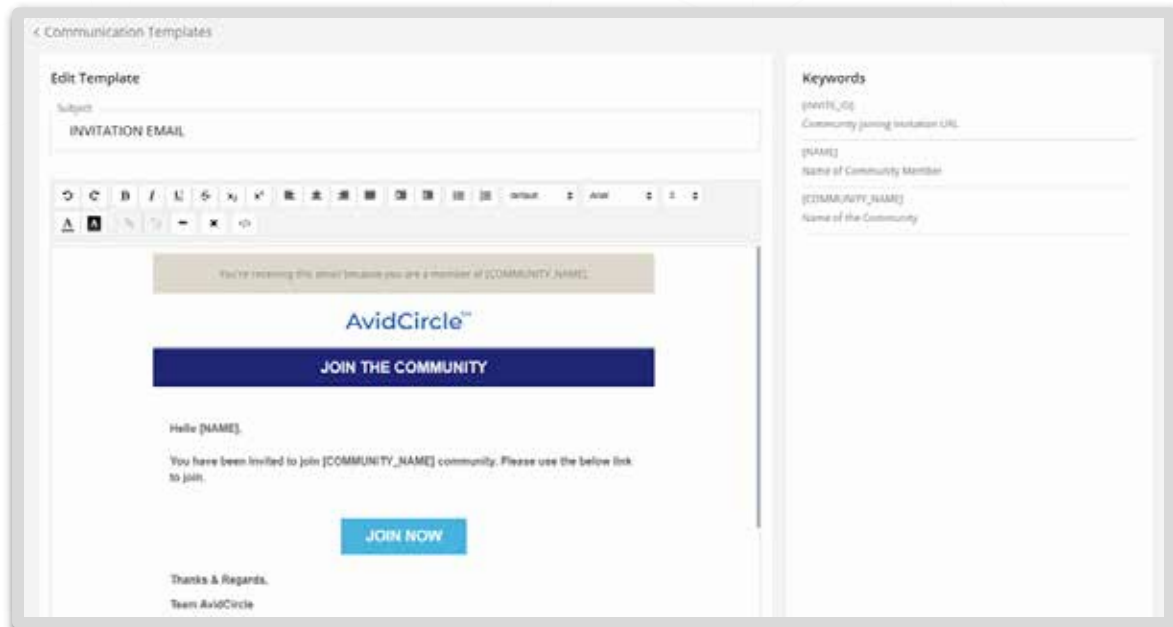 < Communication Templates
Edit Template
Subject
INVITATION EMAIL
default
Arial
You're receiving this email because you are a member of [COMMUNITY_NAME].
AvidCircle™
JOIN THE COMMUNITY
Hello [NAME],
You have been invited to join [COMMUNITY_NAME] community. Please use the below link
to join.
JOIN NOW
Thanks & Regards,
Team AvidCircle
Keywords
Community Joining Invitation URL
[NAME]
Name of Community Member
[COMMUNITY_NAME]
Name of the Community